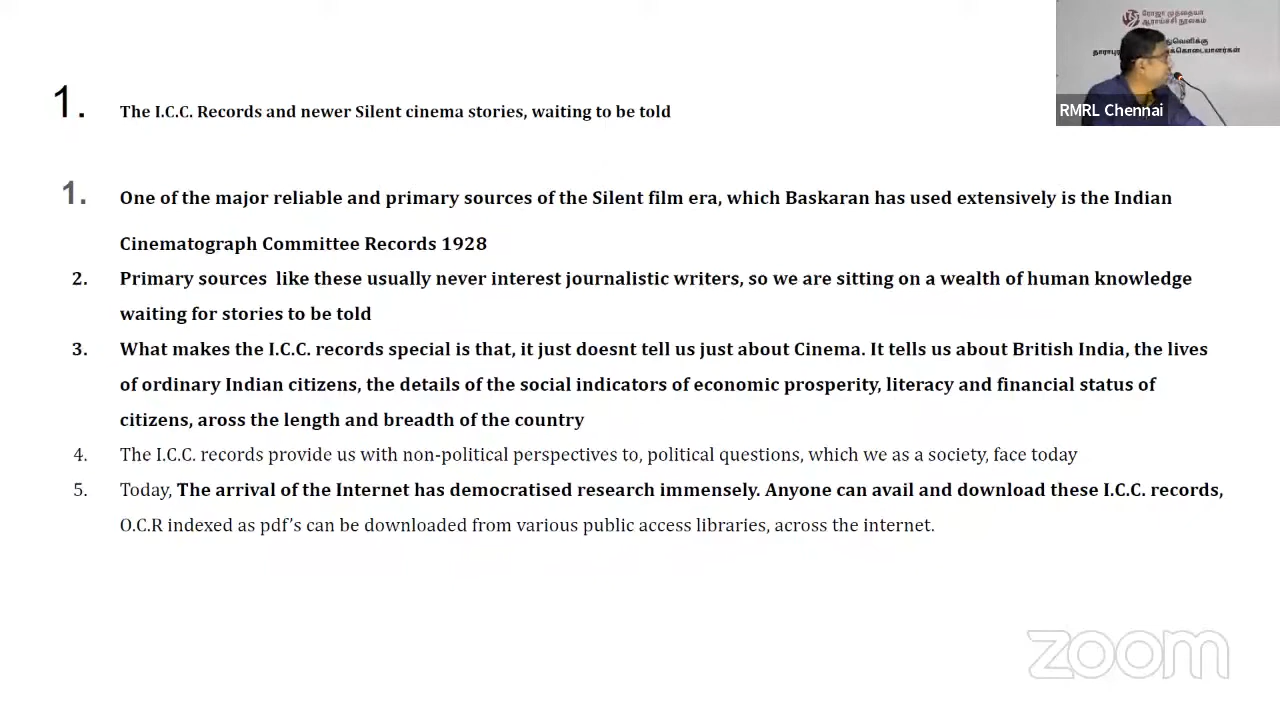 ரோஜா முத்தையா
ஆராய்ச்சி நூலகம்
RMRL Chennai
1. The I.C.C. Records and newer Silent cinema stories, waiting to be told
1. One of the major reliable and primary sources of the Silent film era, which Baskaran has used extensively is the Indian
Cinematograph Committee Records 1928
2. Primary sources like these usually never interest journalistic writers, so we are sitting on a wealth of human knowledge
waiting for stories to be told
3. What makes the I.C.C. records special is that, it just doesnt tell us just about Cinema. It tells us about British India, the lives
of ordinary Indian citizens, the details of the social indicators of economic prosperity, literacy and financial status of
citizens, aross the length and breadth of the country
4. The I.C.C. records provide us with non-political perspectives to, political questions, which we as a society, face today
5. Today, The arrival of the Internet has democratised research immensely. Anyone can avail and download these I.C.C. records,
O.C.R indexed as pdf’s can be downloaded from various public access libraries, across the internet.
zoom